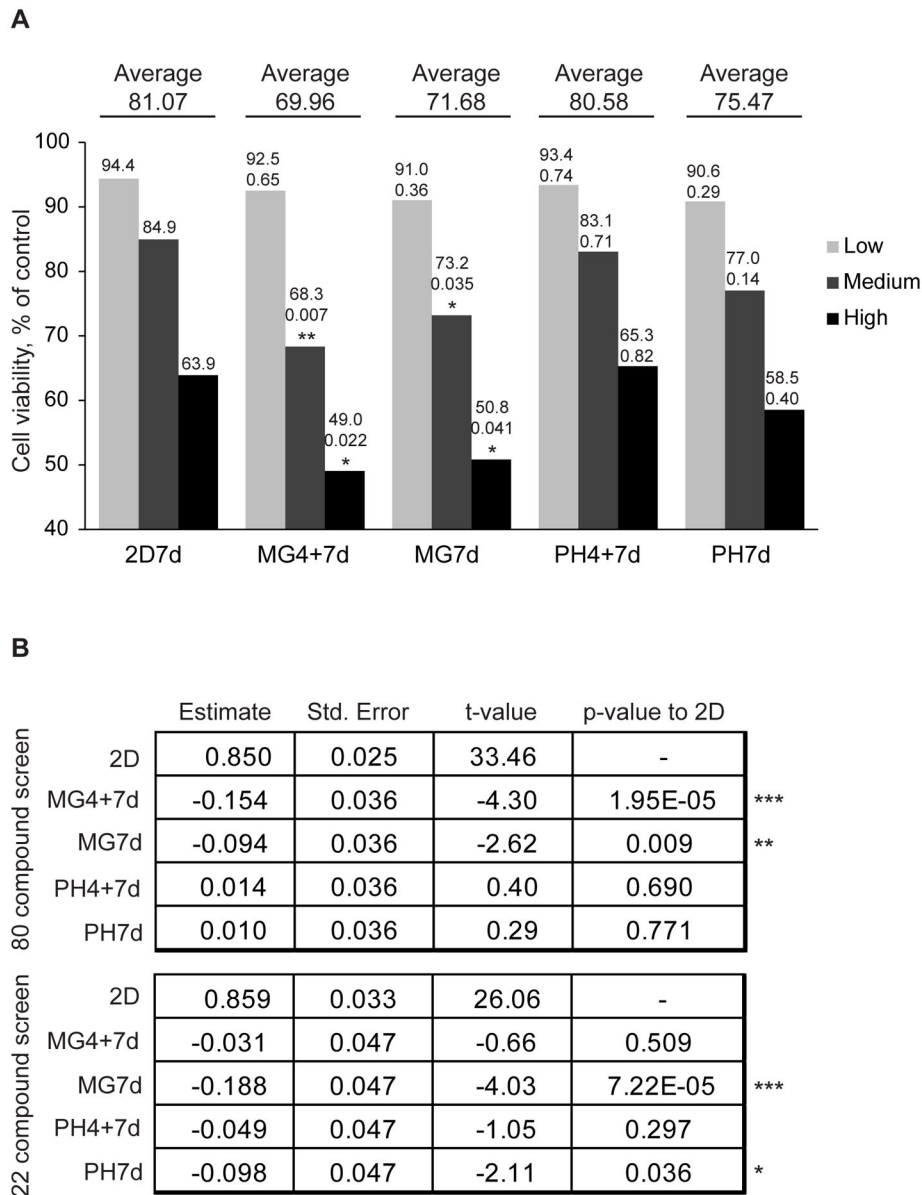 A
Average Average Average Average Average
81.07 69.96 71.68 80.58 75.47
Cell viability, % of control
100
90
80
70
60
50
40
94.4
84.9
63.9
92.5
0.65
68.3
0.007
**
49.0
0.022
*
91.0
0.36
73.2
0.035
*
50.8
0.041
*
93.4
0.74
83.1
0.71
65.3
0.82
90.6
0.29
77.0
0.14
58.5
0.40
Low
Medium
High
2D7d MG4+7d MG7d PH4+7d PH7d
B
Estimate Std. Error t-value p-value to 2D
80 compound screen
2D 0.850 0.025 33.46 -
MG4+7d -0.154 0.036 -4.30 1.95E-05 ***
MG7d -0.094 0.036 -2.62 0.009 **
PH4+7d 0.014 0.036 0.40 0.690
PH7d 0.010 0.036 0.29 0.771
22 compound screen
2D 0.859 0.033 26.06 -
MG4+7d -0.031 0.047 -0.66 0.509
MG7d -0.188 0.047 -4.03 7.22E-05 ***
PH4+7d -0.049 0.047 -1.05 0.297
PH7d -0.098 0.047 -2.11 0.036 *